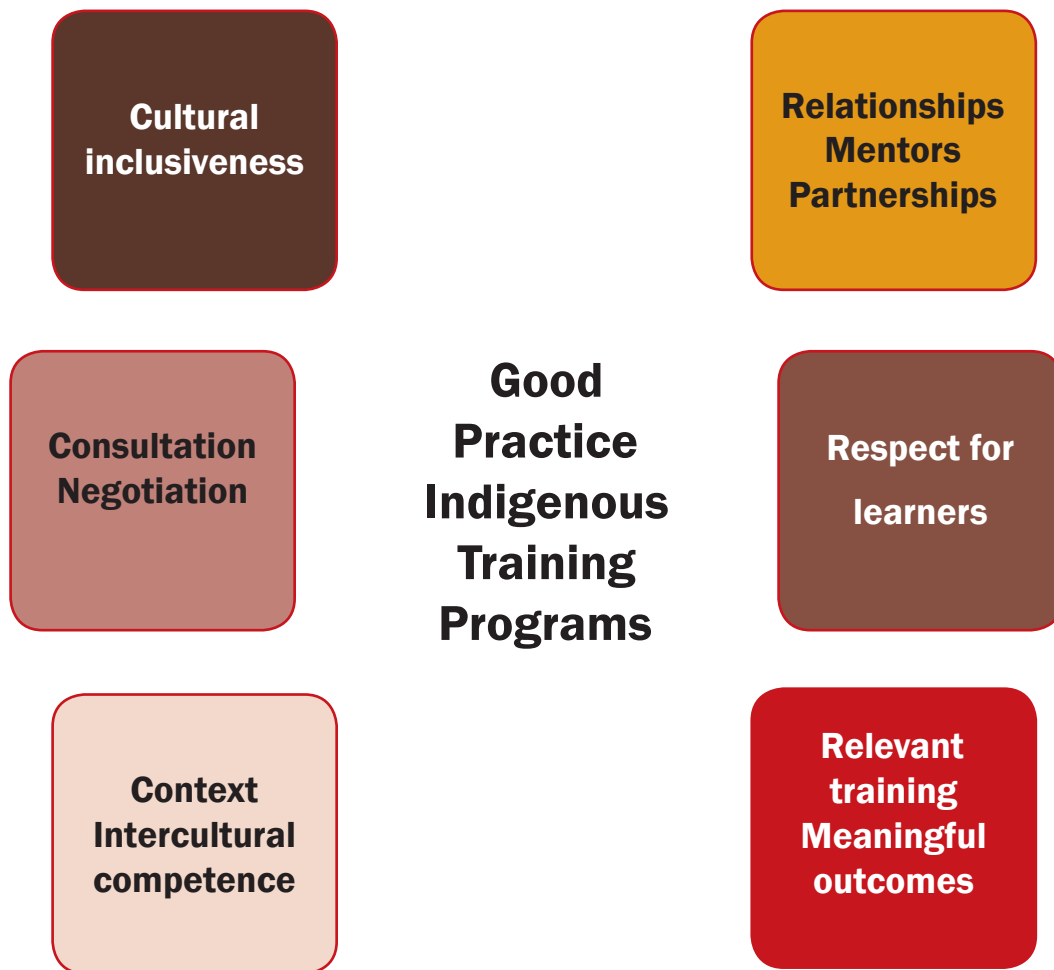 Cultural
inclusiveness
Relationships
Mentors
Partnerships
Consultation
Negotiation
Good
Practice
Indigenous
Training
Programs
Respect for
learners
Context
Intercultural
competence
Relevant
training
Meaningful
outcomes